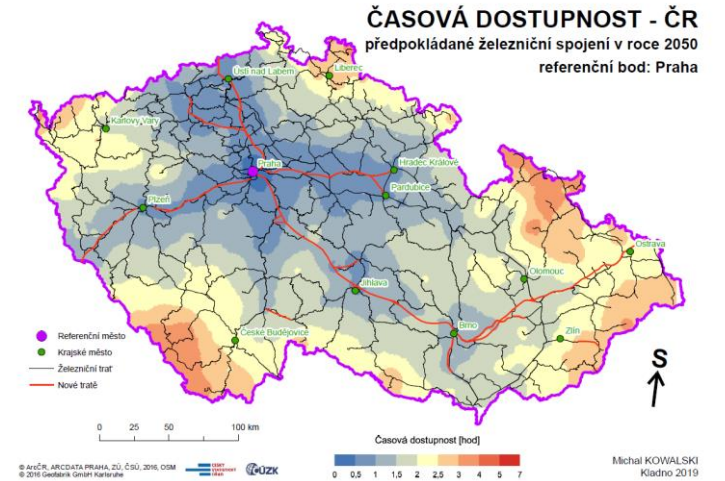 ČASOVÁ DOSTUPNOST - ČR
předpokládané železniční spojení v roce 2050
referenční bod: Praha
Ústí nad Labem
Liberec
Karlovy Vary
Praha
Hradec Králové
Pardubice
Plzeň
Ostrava
Olomouc
Jihlava
Brno
Zlín
České Budějovice
Referenční město
Krajské město
Železniční trať
Nové tratě
0 25 50 100 km
S
Časová dostupnost [hod]
0 0,5 1 1,5 2 2,5 3 4 5 7
© ArcČR, ARCDATA PRAHA, ZÚ, ČSÚ, 2016, OSM
© 2016 Geofabrik GmbH Karlsruhe
ČESKÝ
STATISTICKÝ
ÚŘAD
ČÚZK
Michal KOWALSKI
Kladno 2019